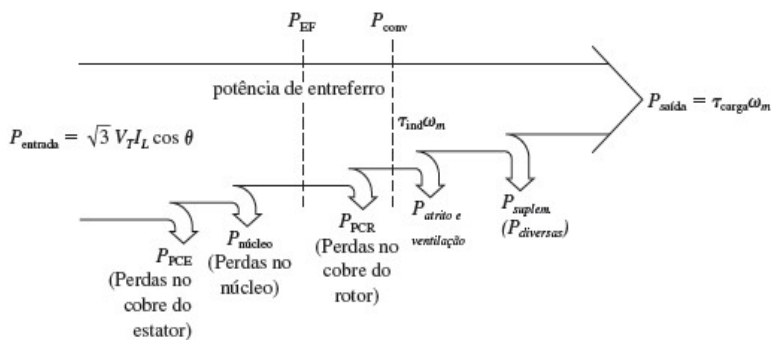 P_EF
P_conv
potência de entreferro
P_saída = τ_carga ω_m
P_entrada = √3 V_T I_L cos θ
τ_ind ω_m
P_PCE
(Perdas no
cobre do
estator)
P_núcleo
(Perdas no
núcleo)
P_PCR
(Perdas no
cobre do
rotor)
P_atrito e
ventilação
P_suplem.
(P_diversas)